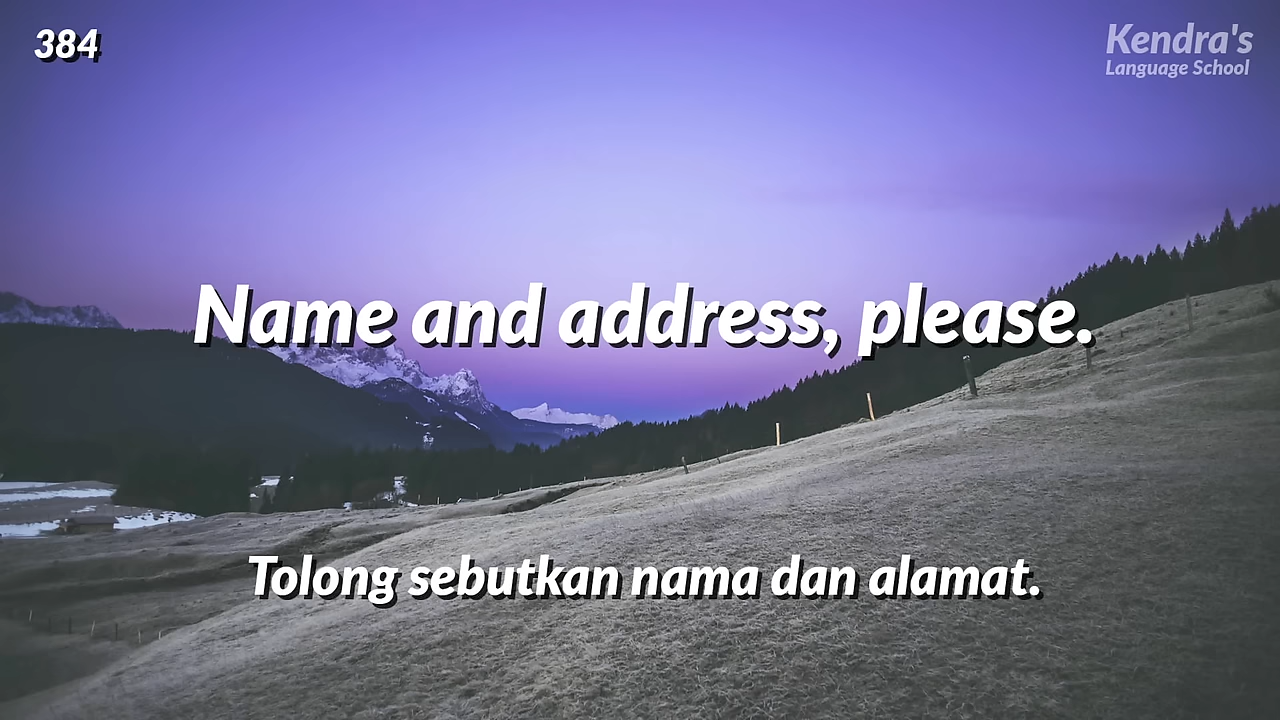 384
Kendra's
Language School
Name and address, please.
Tolong sebutkan nama dan alamat.